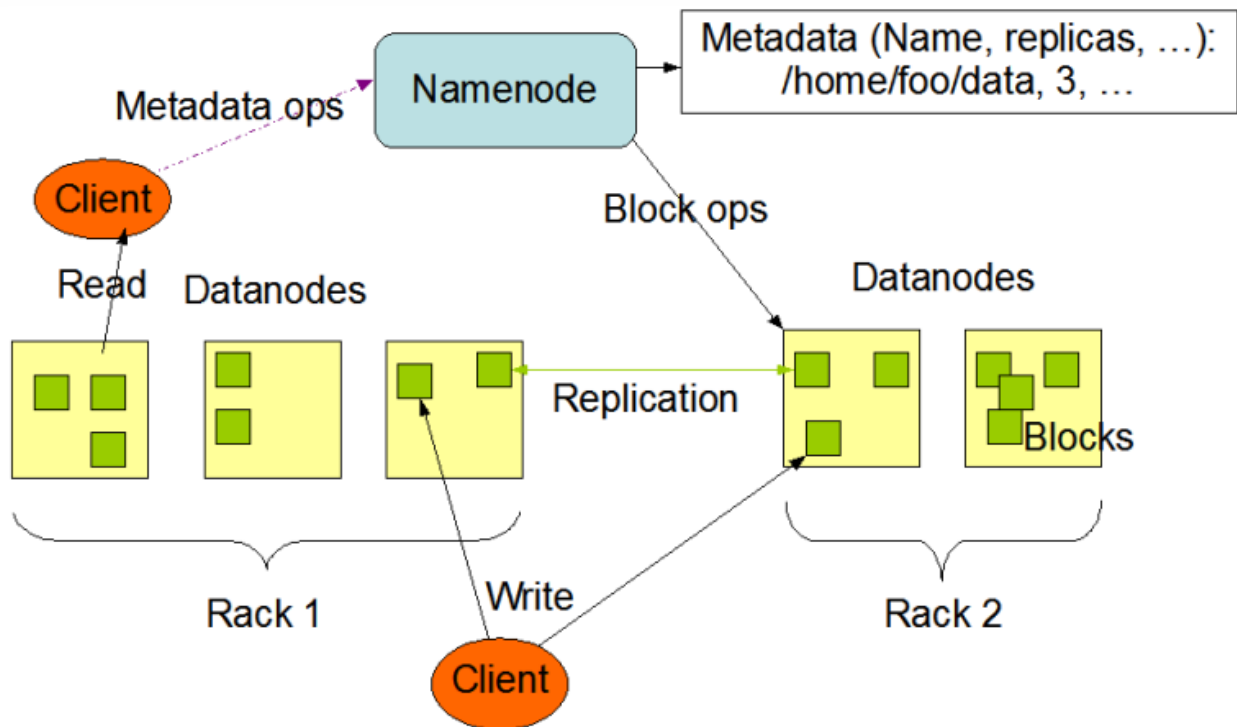 Metadata (Name, replicas, …):
/home/foo/data, 3, …
Namenode
Metadata ops
Client
Block ops
Read
Datanodes
Datanodes
Replication
Blocks
Rack 1
Write
Rack 2
Client